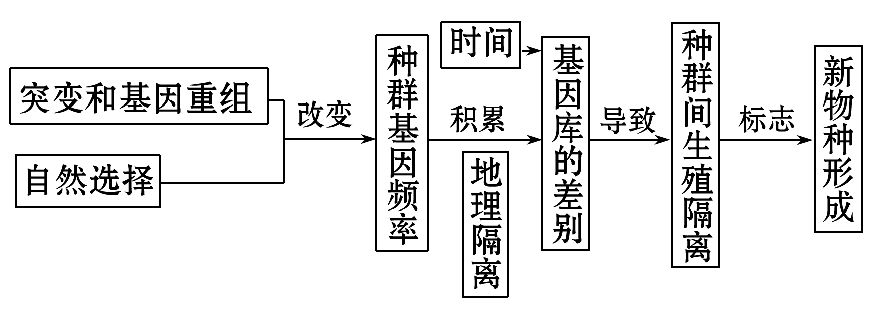 突变和基因重组
自然选择
改变
种群基因频率
时间
积累
地理隔离
基因库的差别
导致
种群间生殖隔离
标志
新物种形成